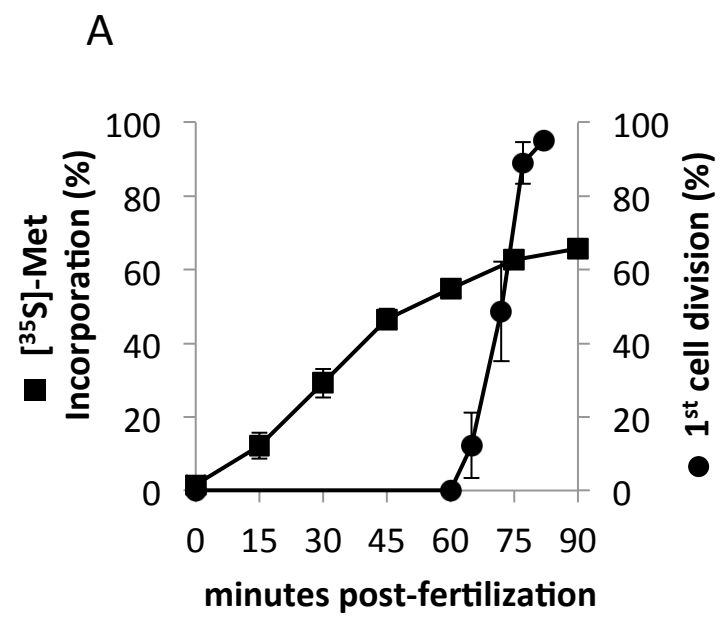 A
■ [³⁵S]-Met
Incorporation (%)
100
80
60
40
20
0
100
80
60
40
20
0
● 1ˢᵗ cell division (%)
0 15 30 45 60 75 90
minutes post-fertilization